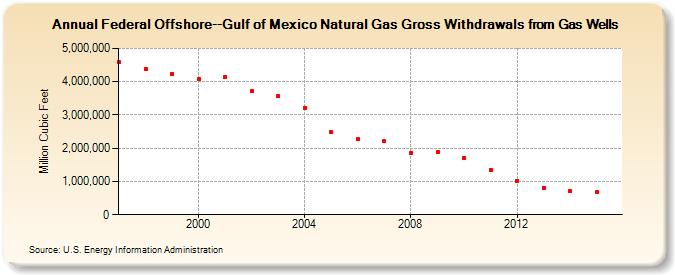 Annual Federal Offshore--Gulf of Mexico Natural Gas Gross Withdrawals from Gas Wells
Million Cubic Feet
5,000,000
4,000,000
3,000,000
2,000,000
1,000,000
0
2000 2004 2008 2012
Source: U.S. Energy Information Administration